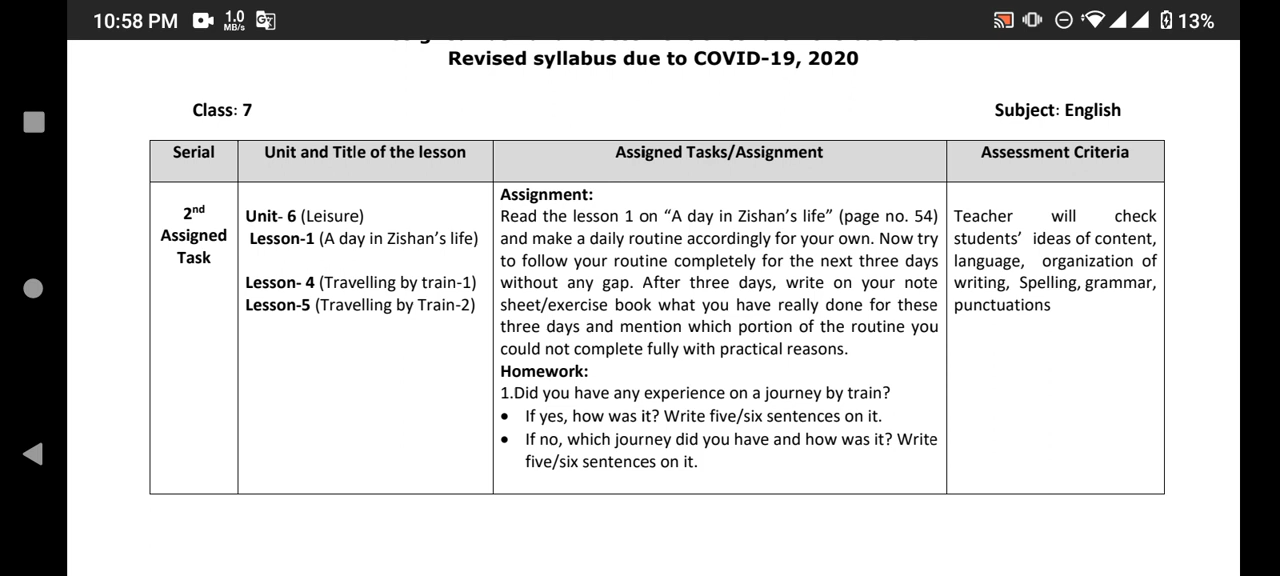 10:58 PM 1.0 MB/s 13%
Revised syllabus due to COVID-19, 2020
Class: 7 Subject: English
Serial Unit and Title of the lesson Assigned Tasks/Assignment Assessment Criteria
2nd
Assigned
Task
Unit- 6 (Leisure)
Lesson-1 (A day in Zishan’s life)
Lesson- 4 (Travelling by train-1)
Lesson-5 (Travelling by Train-2)
Assignment:
Read the lesson 1 on “A day in Zishan’s life” (page no. 54)
and make a daily routine accordingly for your own. Now try
to follow your routine completely for the next three days
without any gap. After three days, write on your note
sheet/exercise book what you have really done for these
three days and mention which portion of the routine you
could not complete fully with practical reasons.
Homework:
1.Did you have any experience on a journey by train?
• If yes, how was it? Write five/six sentences on it.
• If no, which journey did you have and how was it? Write
five/six sentences on it.
Teacher will check
students’ ideas of content,
language, organization of
writing, Spelling, grammar,
punctuations